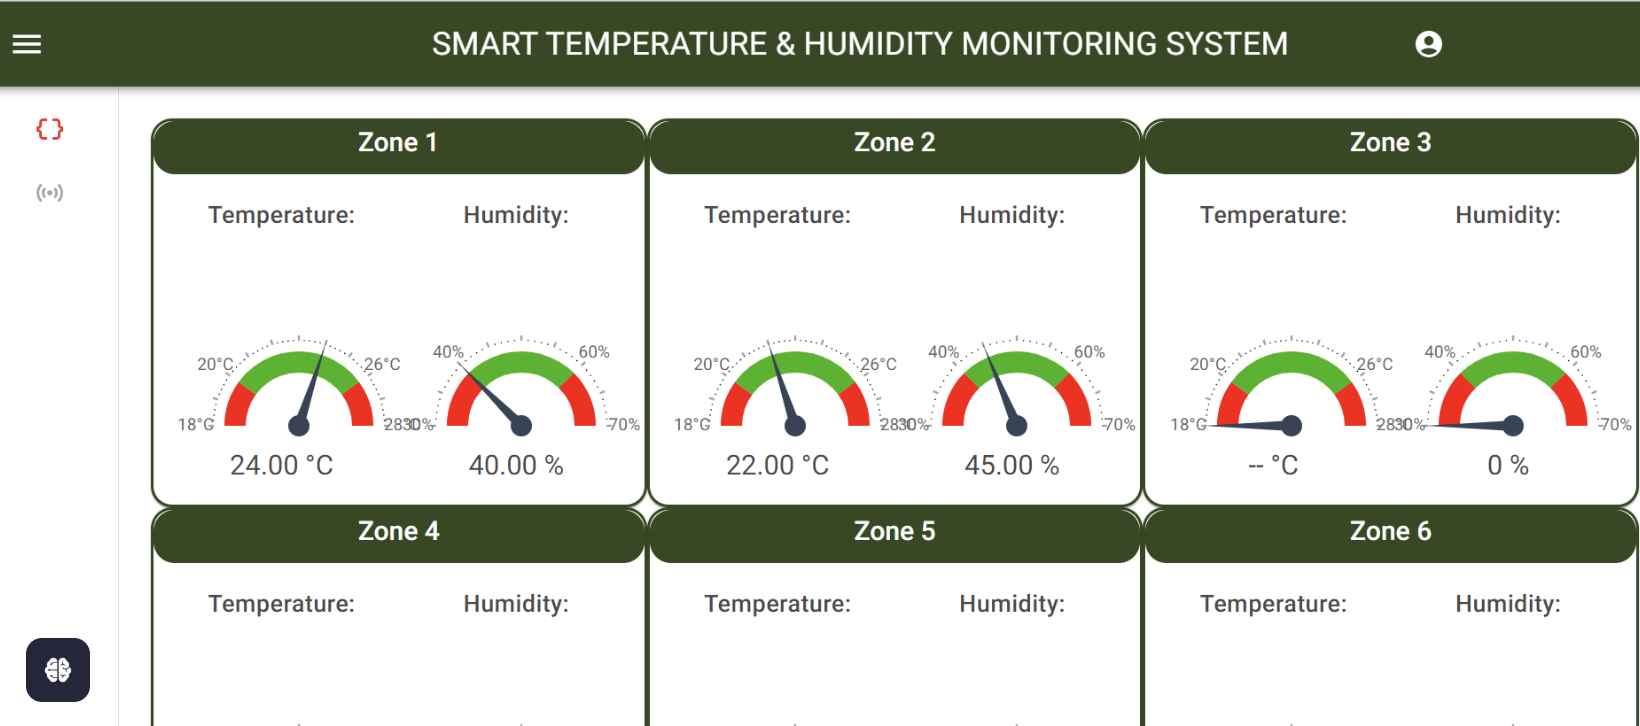 SMART TEMPERATURE & HUMIDITY MONITORING SYSTEM
Zone 1
Temperature: Humidity:
20°C 26°C 40% 60%
18°C 28 30% 70%
24.00 °C 40.00 %
Zone 2
Temperature: Humidity:
20°C 26°C 40% 60%
18°C 28 30% 70%
22.00 °C 45.00 %
Zone 3
Temperature: Humidity:
20°C 26°C 40% 60%
18°C 28 30% 70%
-- °C 0 %
Zone 4
Temperature: Humidity:
Zone 5
Temperature: Humidity:
Zone 6
Temperature: Humidity: